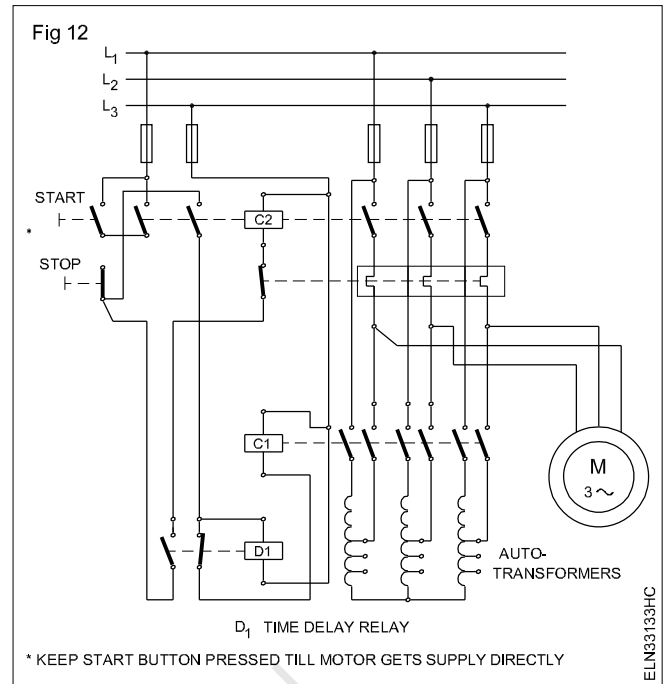 Fig 12
L1
L2
L3
START
C2
*
STOP
C1
M
3~
D1
AUTO-
TRANSFORMERS
D1 TIME DELAY RELAY
* KEEP START BUTTON PRESSED TILL MOTOR GETS SUPPLY DIRECTLY
ELN33133HC